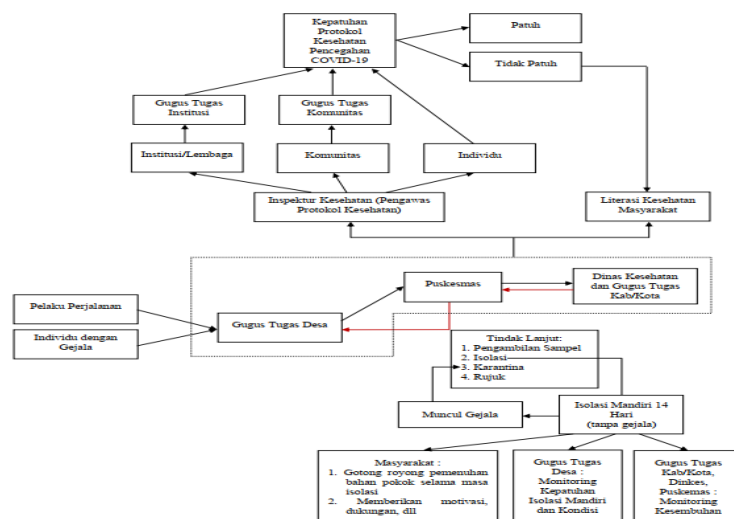 Kepatuhan
Protokol
Kesehatan
Pencegahan
COVID-19
Patuh
Tidak Patuh
Gugus Tugas
Institusi
Gugus Tugas
Komunitas
Institusi/Lembaga
Komunitas
Individu
Inspektur Kesehatan (Pengawas
Protokol Kesehatan)
Literasi Kesehatan
Masyarakat
Puskesmas
Dinas Kesehatan
dan Gugus Tugas
Kab/Kota
Pelaku Perjalanan
Individu dengan
Gejala
Gugus Tugas Desa
Tindak Lanjut:
1. Pengambilan Sampel
2. Isolasi
3. Karantina
4. Rujuk
Muncul Gejala
Isolasi Mandiri 14
Hari
(tanpa gejala)
Masyarakat :
1. Gotong royong pemenuhan
bahan pokok selama masa
isolasi
2. Memberikan motivasi,
dukungan, dll
Gugus Tugas
Desa :
Monitoring
Kepatuhan
Isolasi Mandiri
dan Kondisi
Gugus Tugas
Kab/Kota,
Dinkes,
Puskesmas :
Monitoring
Kesembuhan